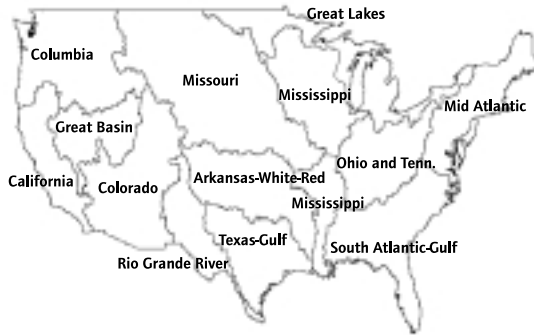 Great Lakes
Columbia
Missouri
Mississippi
Mid Atlantic
Great Basin
Ohio and Tenn.
California
Colorado
Arkansas-White-Red
Mississippi
Texas-Gulf
South Atlantic-Gulf
Rio Grande River